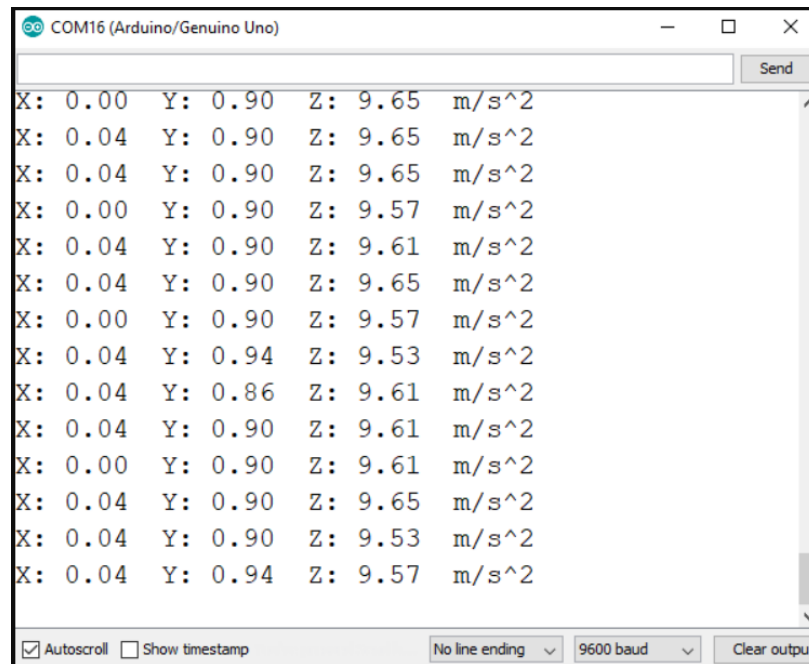 COM16 (Arduino/Genuino Uno)
Send
X: 0.00 Y: 0.90 Z: 9.65 m/s^2
X: 0.04 Y: 0.90 Z: 9.65 m/s^2
X: 0.04 Y: 0.90 Z: 9.65 m/s^2
X: 0.00 Y: 0.90 Z: 9.57 m/s^2
X: 0.04 Y: 0.90 Z: 9.61 m/s^2
X: 0.04 Y: 0.90 Z: 9.65 m/s^2
X: 0.00 Y: 0.90 Z: 9.57 m/s^2
X: 0.04 Y: 0.94 Z: 9.53 m/s^2
X: 0.04 Y: 0.86 Z: 9.61 m/s^2
X: 0.04 Y: 0.90 Z: 9.61 m/s^2
X: 0.00 Y: 0.90 Z: 9.61 m/s^2
X: 0.04 Y: 0.90 Z: 9.65 m/s^2
X: 0.04 Y: 0.90 Z: 9.53 m/s^2
X: 0.04 Y: 0.94 Z: 9.57 m/s^2
Autoscroll Show timestamp No line ending 9600 baud Clear outpu